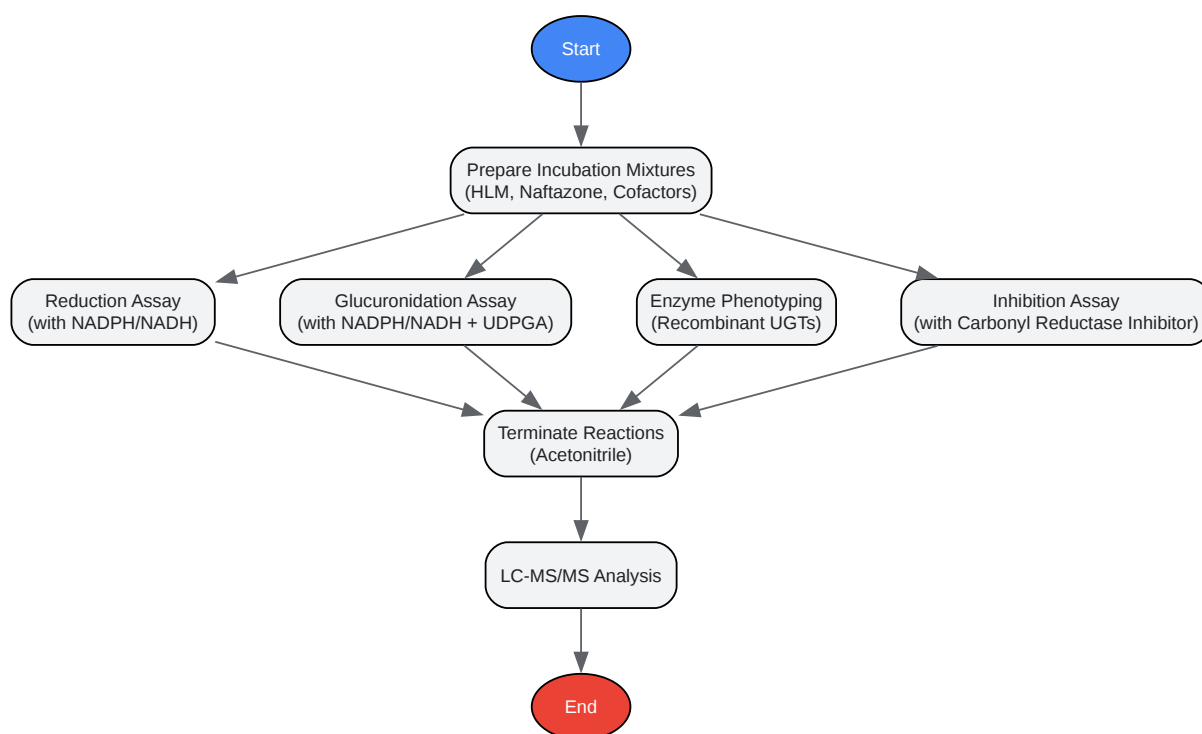 Start
Prepare Incubation Mixtures
(HLM, Naftazone, Cofactors)
Reduction Assay
(with NADPH/NADH)
Glucuronidation Assay
(with NADPH/NADH + UDPGA)
Enzyme Phenotyping
(Recombinant UGTs)
Inhibition Assay
(with Carbonyl Reductase Inhibitor)
Terminate Reactions
(Acetonitrile)
LC-MS/MS Analysis
End